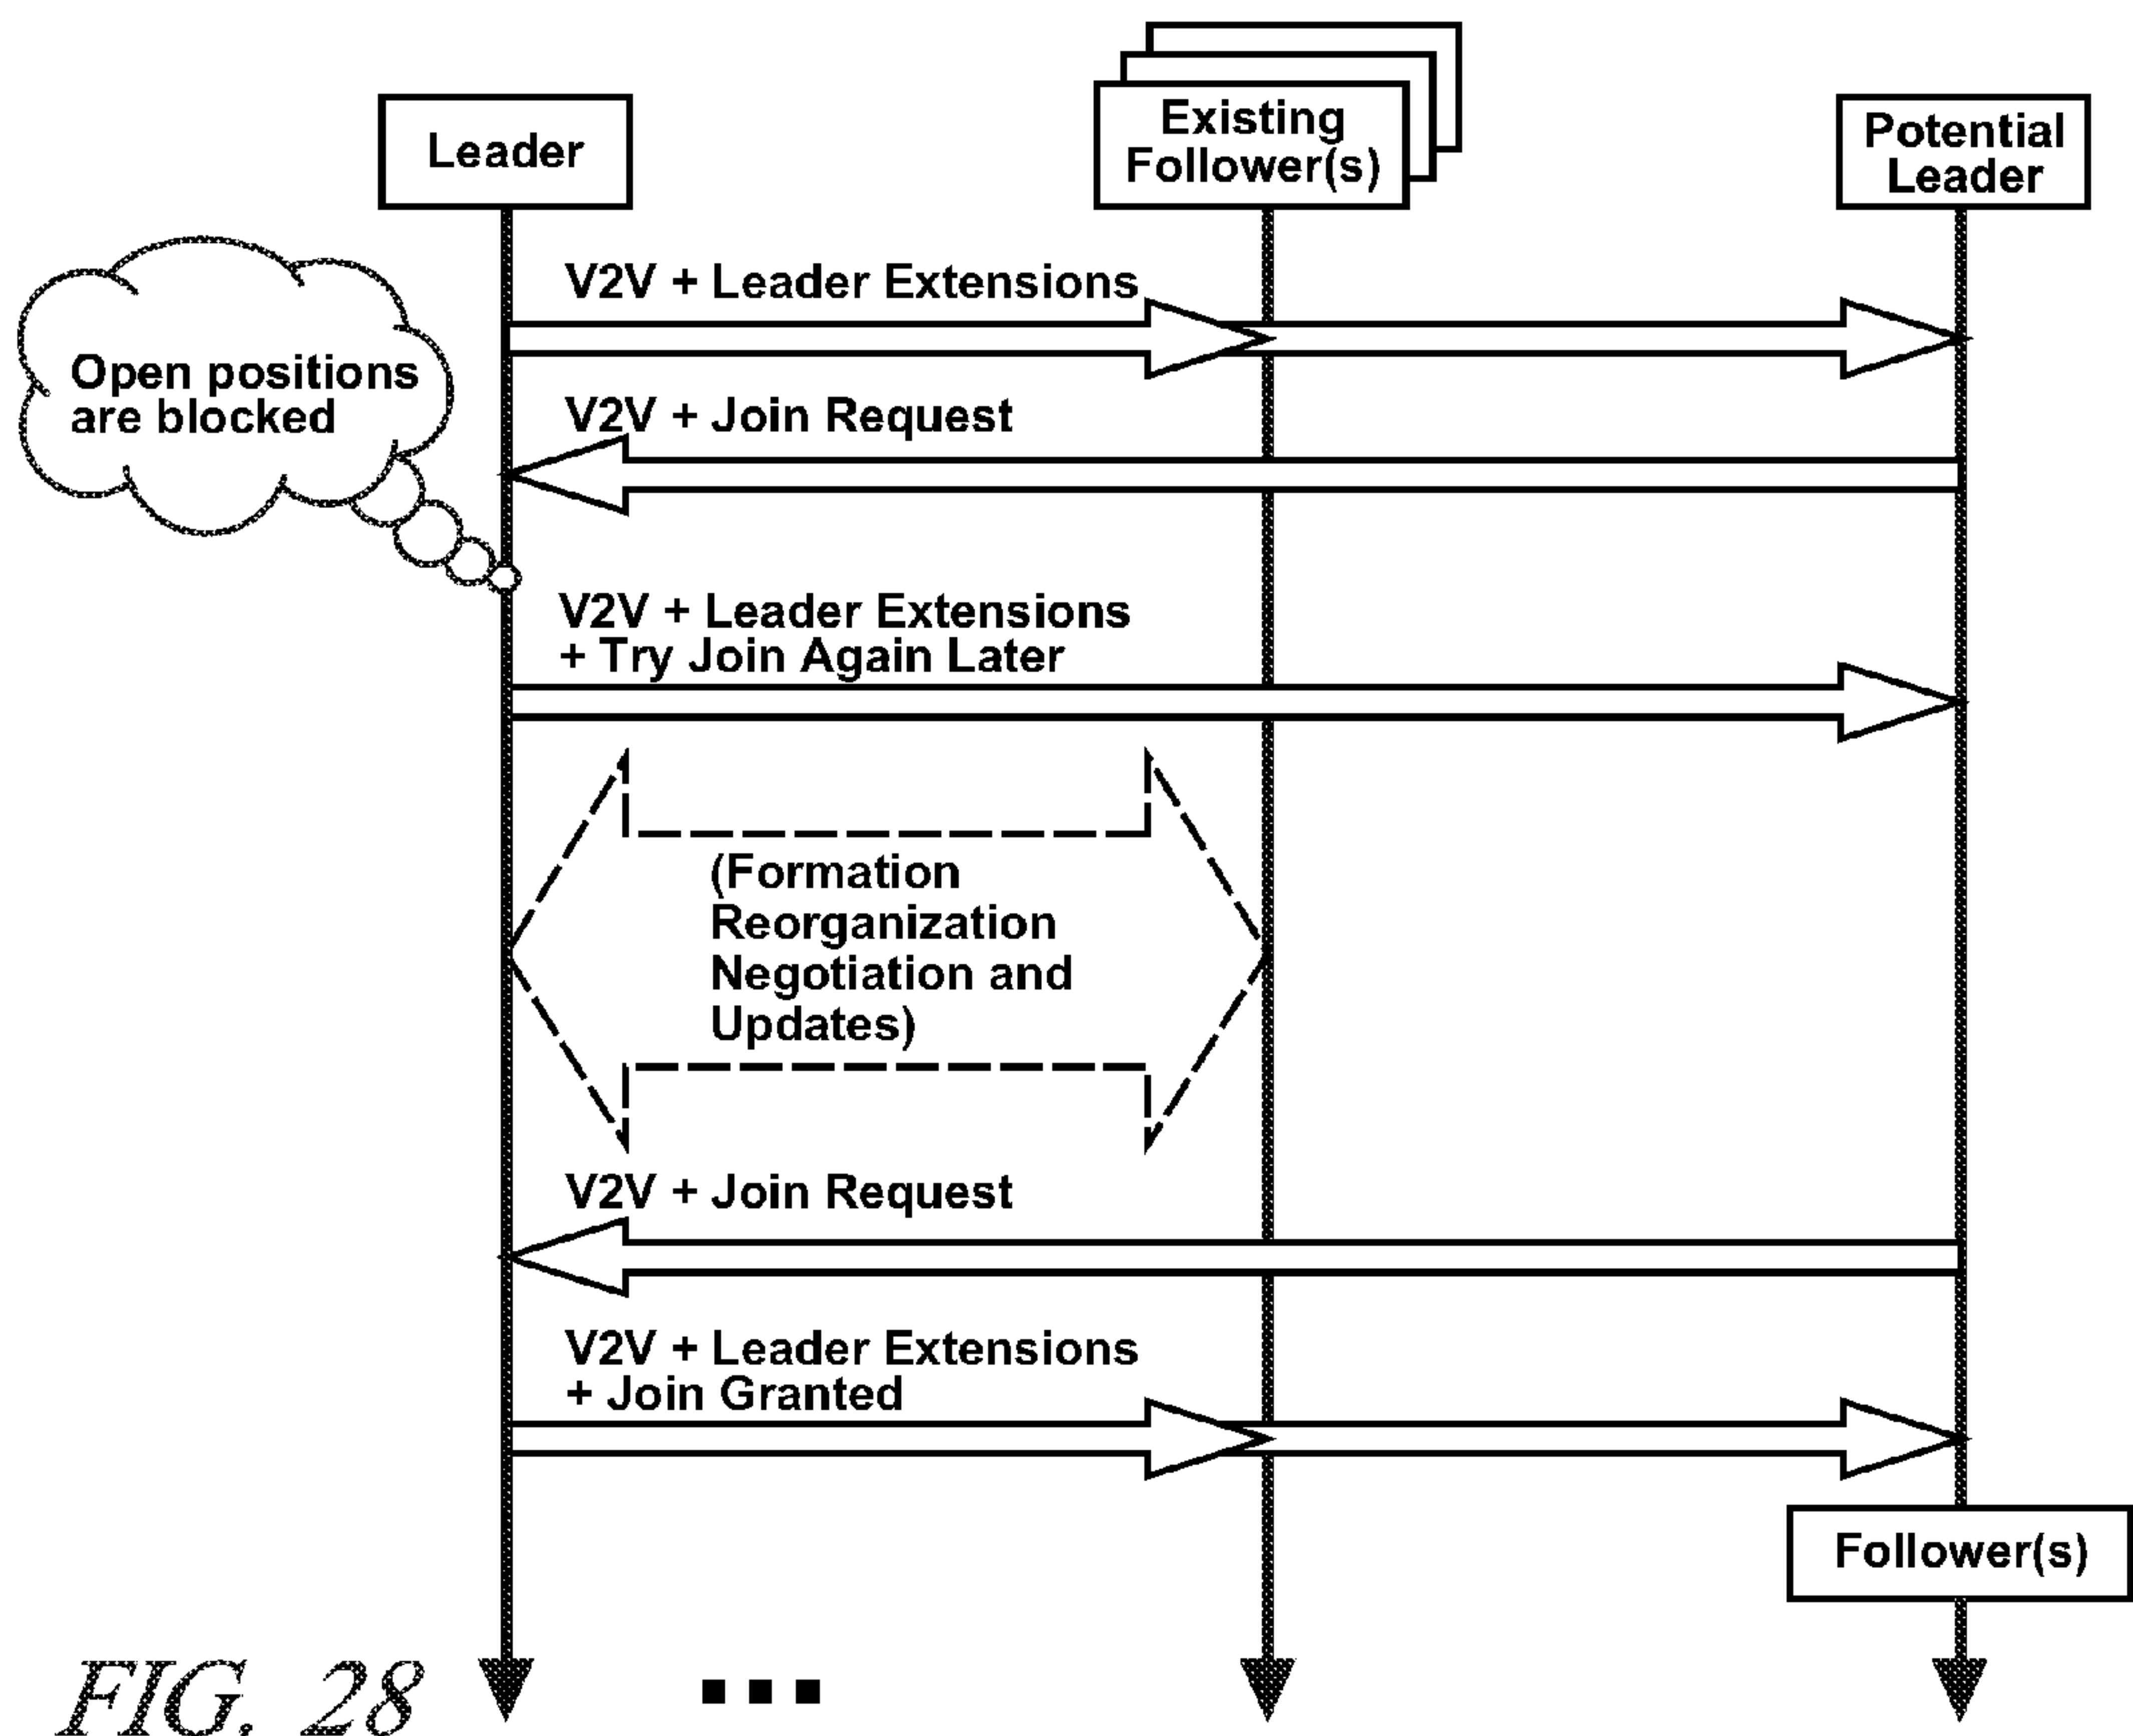 Leader
Existing
Follower(s)
Potential
Leader
V2V + Leader Extensions
Open positions
are blocked
V2V + Join Request
V2V + Leader Extensions
+ Try Join Again Later
(Formation
Reorganization
Negotiation and
Updates)
V2V + Join Request
V2V + Leader Extensions
+ Join Granted
Follower(s)
FIG. 28